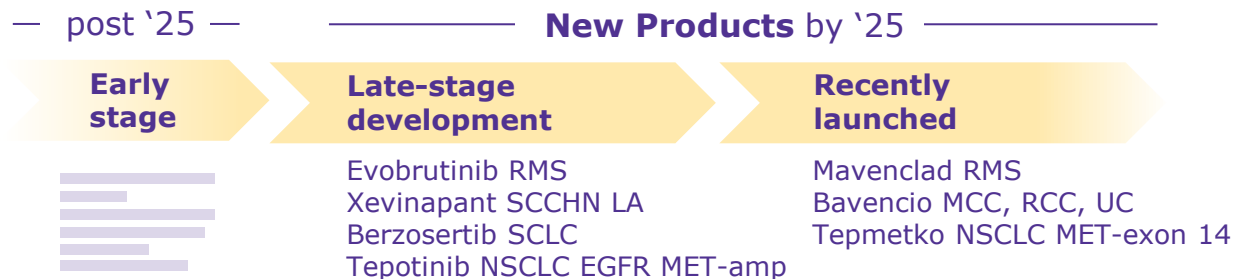 post ‘25
New Products by ‘25
Early
stage
Late-stage
development
Recently
launched
Evobrutinib RMS
Xevinapant SCCHN LA
Berzosertib SCLC
Tepotinib NSCLC EGFR MET-amp
Mavenclad RMS
Bavencio MCC, RCC, UC
Tepmetko NSCLC MET-exon 14